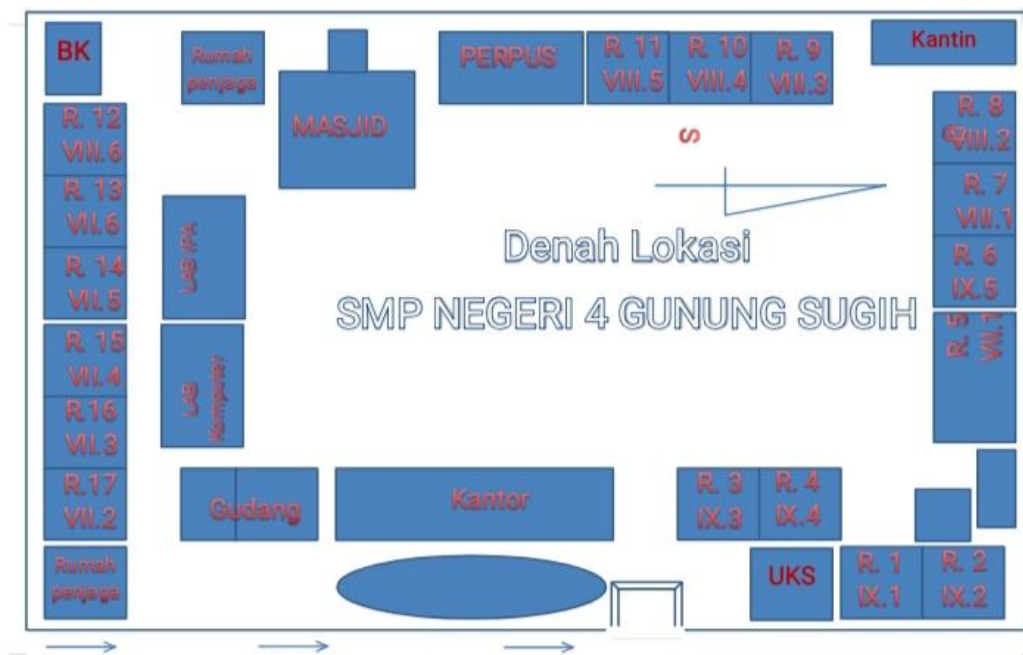 BK
Rumah
penjaga
MASJID
PERPUS
R. 11
VIII.5
R. 10
VIII.4
R. 9
VIII.3
Kantin
R. 12
VIII.6
R. 13
VII.6
R. 14
VII.5
R. 15
VII.4
R.16
VII.3
R.17
VII.2
Rumah
penjaga
LAB IPA
LAB
Komputer
S
Denah Lokasi
SMP NEGERI 4 GUNUNG SUGIH
R. 8
VIII.2
R. 7
VIII.1
R. 6
IX.5
R. 5
VII.1
Gudang
Kantor
R. 3
IX.3
R. 4
IX.4
UKS
R. 1
IX.1
R. 2
IX.2